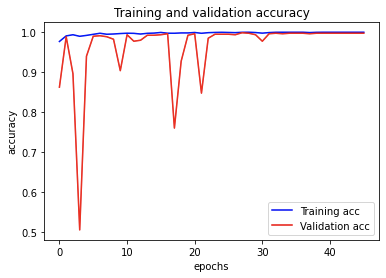 Training and validation accuracy
1.0
0.9
0.8
0.7
0.6
0.5
accuracy
0
10
20
30
40
epochs
Training acc
Validation acc